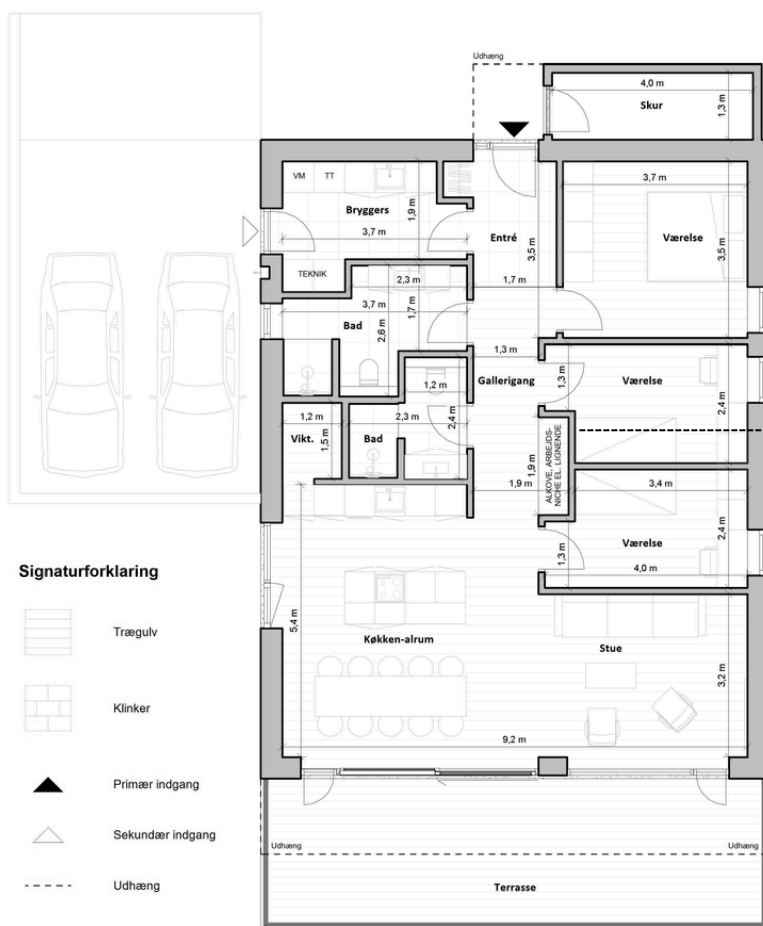 Udhæng
4,0 m
Skur
1,3 m
VM
TT
Bryggers
1,9 m
3,7 m
TEKNIK
Entré
3,5 m
1,7 m
3,7 m
Værelse
3,5 m
2,3 m
3,7 m
1,7 m
Bad
2,6 m
1,3 m
Gallerigang
1,3 m
Værelse
2,4 m
1,2 m
1,2 m
2,3 m
2,4 m
Vikt.
1,5 m
Bad
1,9 m
ALKOVE, ARBEJDS-
NICHE EL. LIGNENDE
1,9 m
3,4 m
2,4 m
Værelse
1,3 m
4,0 m
5,4 m
Køkken-alrum
Stue
3,2 m
9,2 m
Udhæng
Udhæng
Terrasse
Signaturforklaring
Trægulv
Klinker
Primær indgang
Sekundær indgang
Udhæng